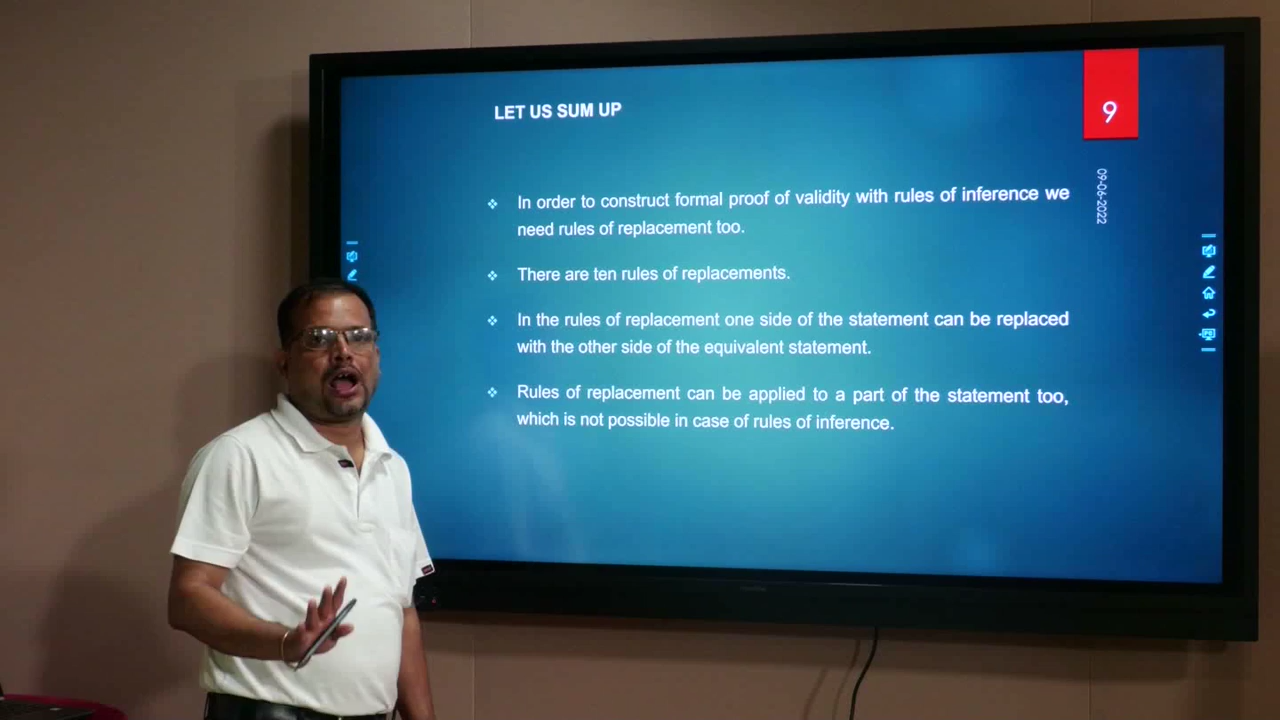 LET US SUM UP
9
09-06-2022
In order to construct formal proof of validity with rules of inference we
need rules of replacement too.
There are ten rules of replacements.
In the rules of replacement one side of the statement can be replaced
with the other side of the equivalent statement.
Rules of replacement can be applied to a part of the statement too,
which is not possible in case of rules of inference.